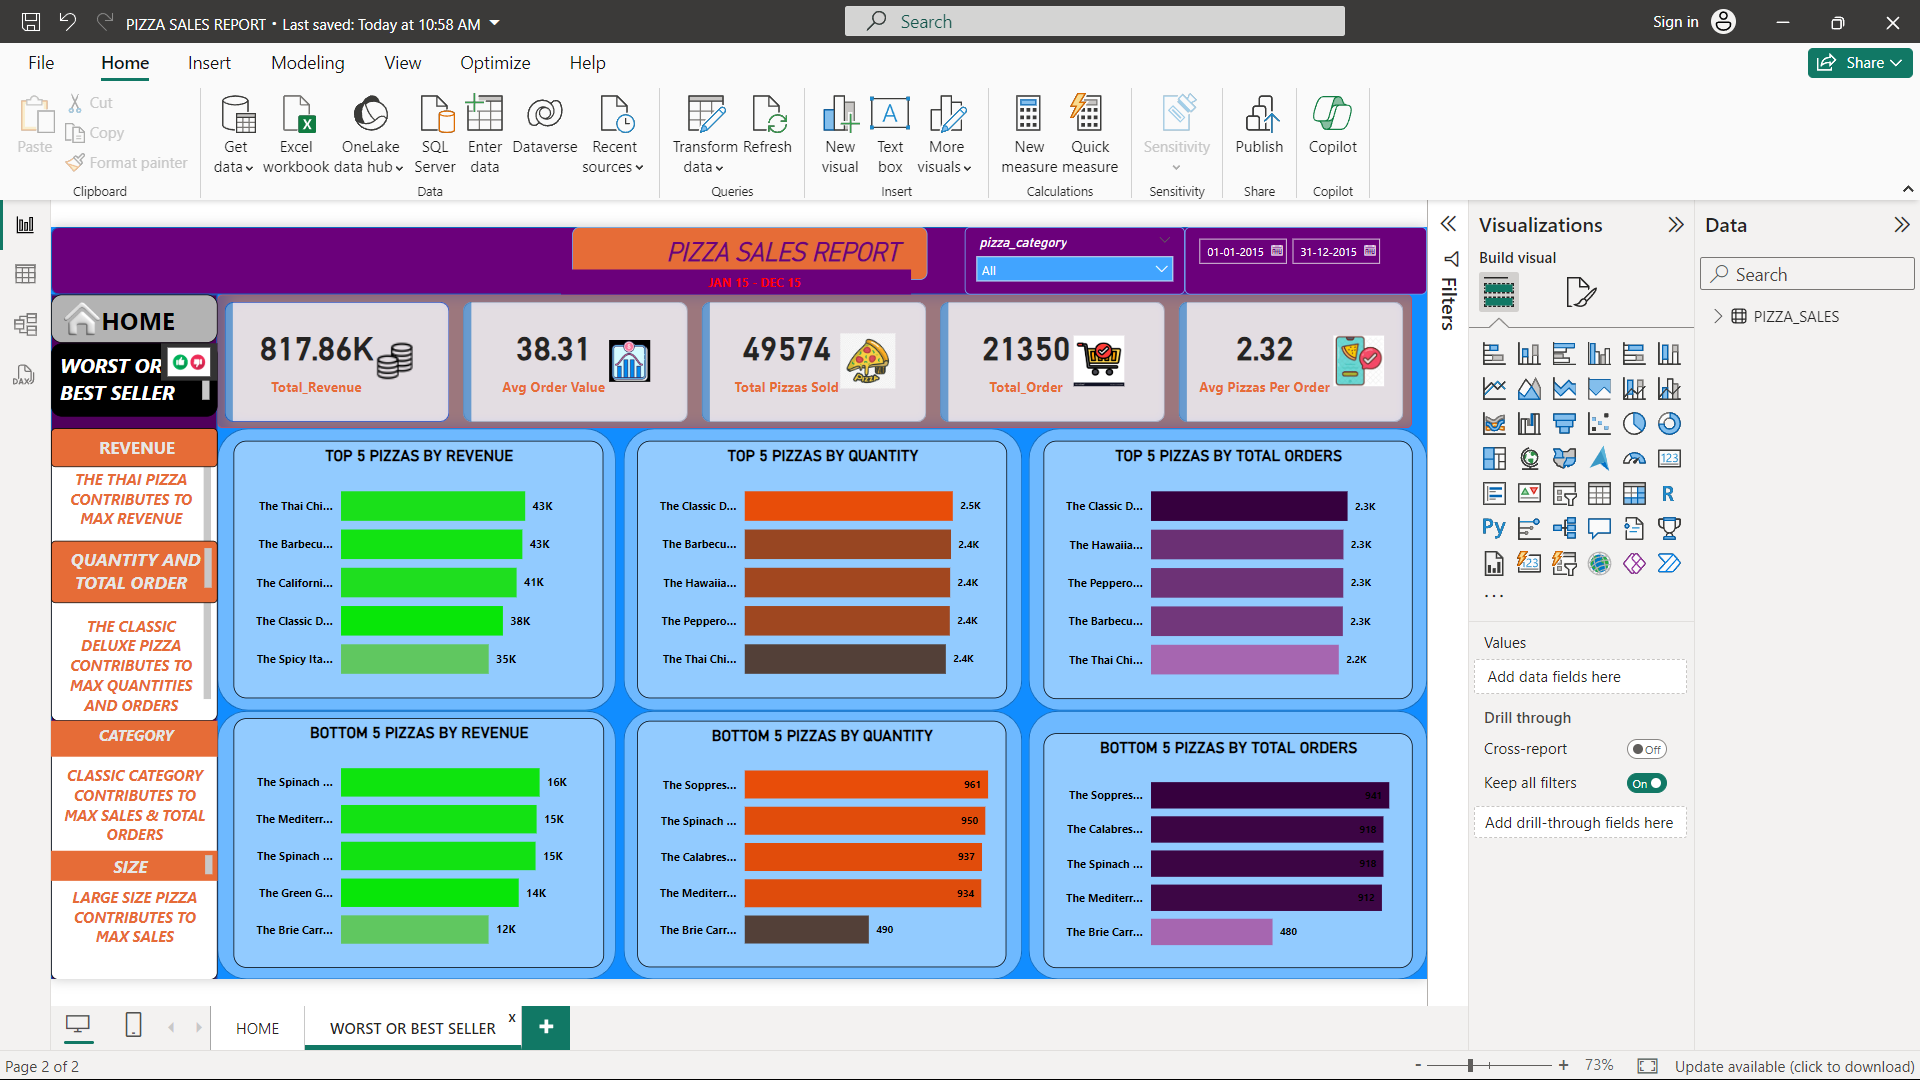 PIZZA SALES REPORT • Last saved: Today at 10:58 AM
Search
Sign in
File
Home
Insert
Modeling
View
Optimize
Help
Share
Paste
Cut
Copy
Format painter
Clipboard
Get data
Excel workbook
OneLake data hub
SQL Server
Enter data
Dataverse
Recent sources
Data
Transform data
Refresh
Queries
New visual
Text box
More visuals
Insert
New measure
Quick measure
Calculations
Sensitivity
Sensitivity
Publish
Share
Copilot
Copilot
PIZZA SALES REPORT
JAN 15 - DEC 15
pizza_category
All
01-01-2015
31-12-2015
HOME
WORST OR
BEST SELLER
817.86K
Total_Revenue
38.31
Avg Order Value
49574
Total Pizzas Sold
PIZZA
21350
Total_Order
2.32
Avg Pizzas Per Order
REVENUE
THE THAI PIZZA
CONTRIBUTES TO
MAX REVENUE
QUANTITY AND
TOTAL ORDER
THE CLASSIC
DELUXE PIZZA
CONTRIBUTES TO
MAX QUANTITIES
AND ORDERS
CATEGORY
CLASSIC CATEGORY
CONTRIBUTES TO
MAX SALES & TOTAL
ORDERS
SIZE
LARGE SIZE PIZZA
CONTRIBUTES TO
MAX SALES
TOP 5 PIZZAS BY REVENUE
The Thai Chi... 43K
The Barbecu... 43K
The Californi... 41K
The Classic D... 38K
The Spicy Ita... 35K
TOP 5 PIZZAS BY QUANTITY
The Classic D... 2.5K
The Barbecu... 2.4K
The Hawaiia... 2.4K
The Peppero... 2.4K
The Thai Chi... 2.4K
TOP 5 PIZZAS BY TOTAL ORDERS
The Classic D... 2.3K
The Hawaiia... 2.3K
The Peppero... 2.3K
The Barbecu... 2.3K
The Thai Chi... 2.2K
BOTTOM 5 PIZZAS BY REVENUE
The Spinach ... 16K
The Mediterr... 15K
The Spinach ... 15K
The Green G... 14K
The Brie Carr... 12K
BOTTOM 5 PIZZAS BY QUANTITY
The Soppres... 961
The Spinach ... 950
The Calabres... 937
The Mediterr... 934
The Brie Carr... 490
BOTTOM 5 PIZZAS BY TOTAL ORDERS
The Soppres... 941
The Calabres... 918
The Spinach ... 918
The Mediterr... 912
The Brie Carr... 480
Filters
Visualizations
Build visual
123
R
Py
123
...
Values
Add data fields here
Drill through
Cross-report
Off
Keep all filters
On
Add drill-through fields here
Data
Search
PIZZA_SALES
DAX
HOME
WORST OR BEST SELLER
x
+
Page 2 of 2
- + 73%
Update available (click to download)